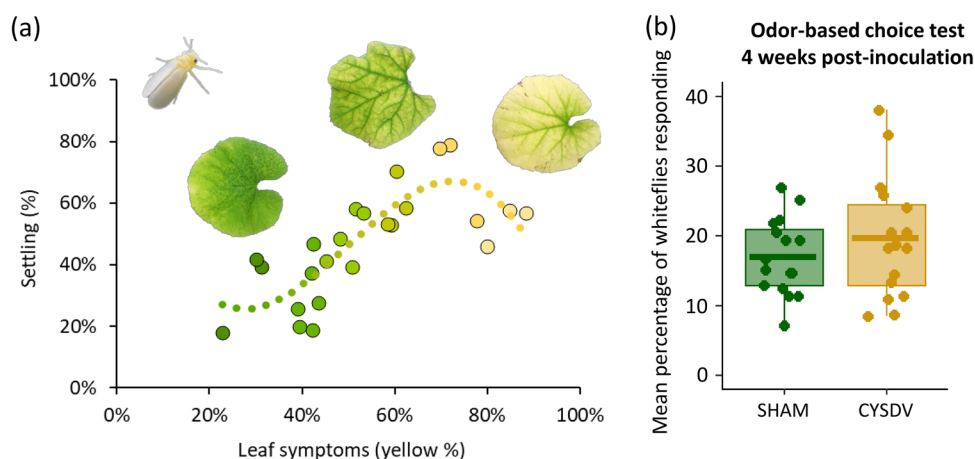 (a)
100%
80%
60%
40%
20%
0%
Settling (%)
0% 20% 40% 60% 80% 100%
Leaf symptoms (yellow %)
(b)
Odor-based choice test
4 weeks post-inoculation
Mean percentage of whiteflies responding
40
30
20
10
0
SHAM CYSDV